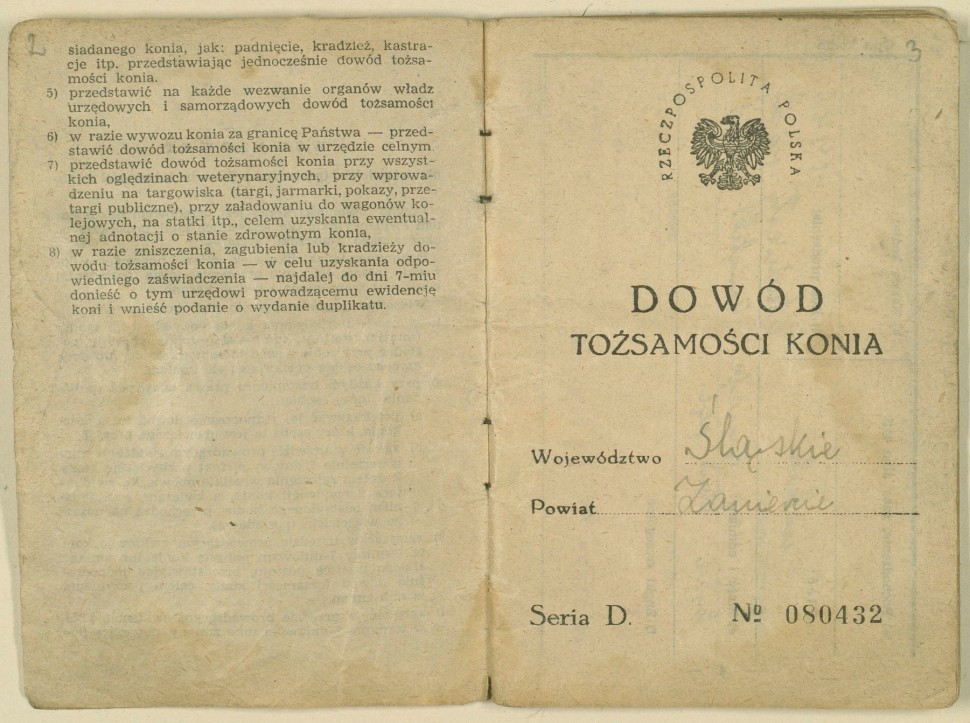 2
siadanego konia, jak: padnięcie, kradzież, kastra-
cje itp. przedstawiając jednocześnie dowód tożsa-
mości konia.
5) przedstawić na każde wezwanie organów władz
urzędowych i samorządowych dowód tożsamości
konia,
6) w razie wywozu konia za granicę Państwa — przed-
stawić dowód tożsamości konia w urzędzie celnym
7) przedstawić dowód tożsamości konia przy wszyst-
kich oględzinach weterynaryjnych, przy wprowa-
dzeniu na targowiska (targi, jarmarki, pokazy, prze-
targi publiczne), przy załadowaniu do wagonów ko-
lejowych, na statki itp., celem uzyskania ewentual-
nej adnotacji o stanie zdrowotnym konia,
8) w razie zniszczenia, zagubienia lub kradzieży do-
wodu tożsamości konia — w celu uzyskania odpo-
wiedniego zaświadczenia — najdalej do dni 7-miu
donieść o tym urzędowi prowadzącemu ewidencję
koni i wnieść podanie o wydanie duplikatu.
3
RZECZPOSPOLITA POLSKA
DOWÓD
TOŻSAMOŚCI KONIA
Województwo Śląskie
Powiat
Seria D. № 080432